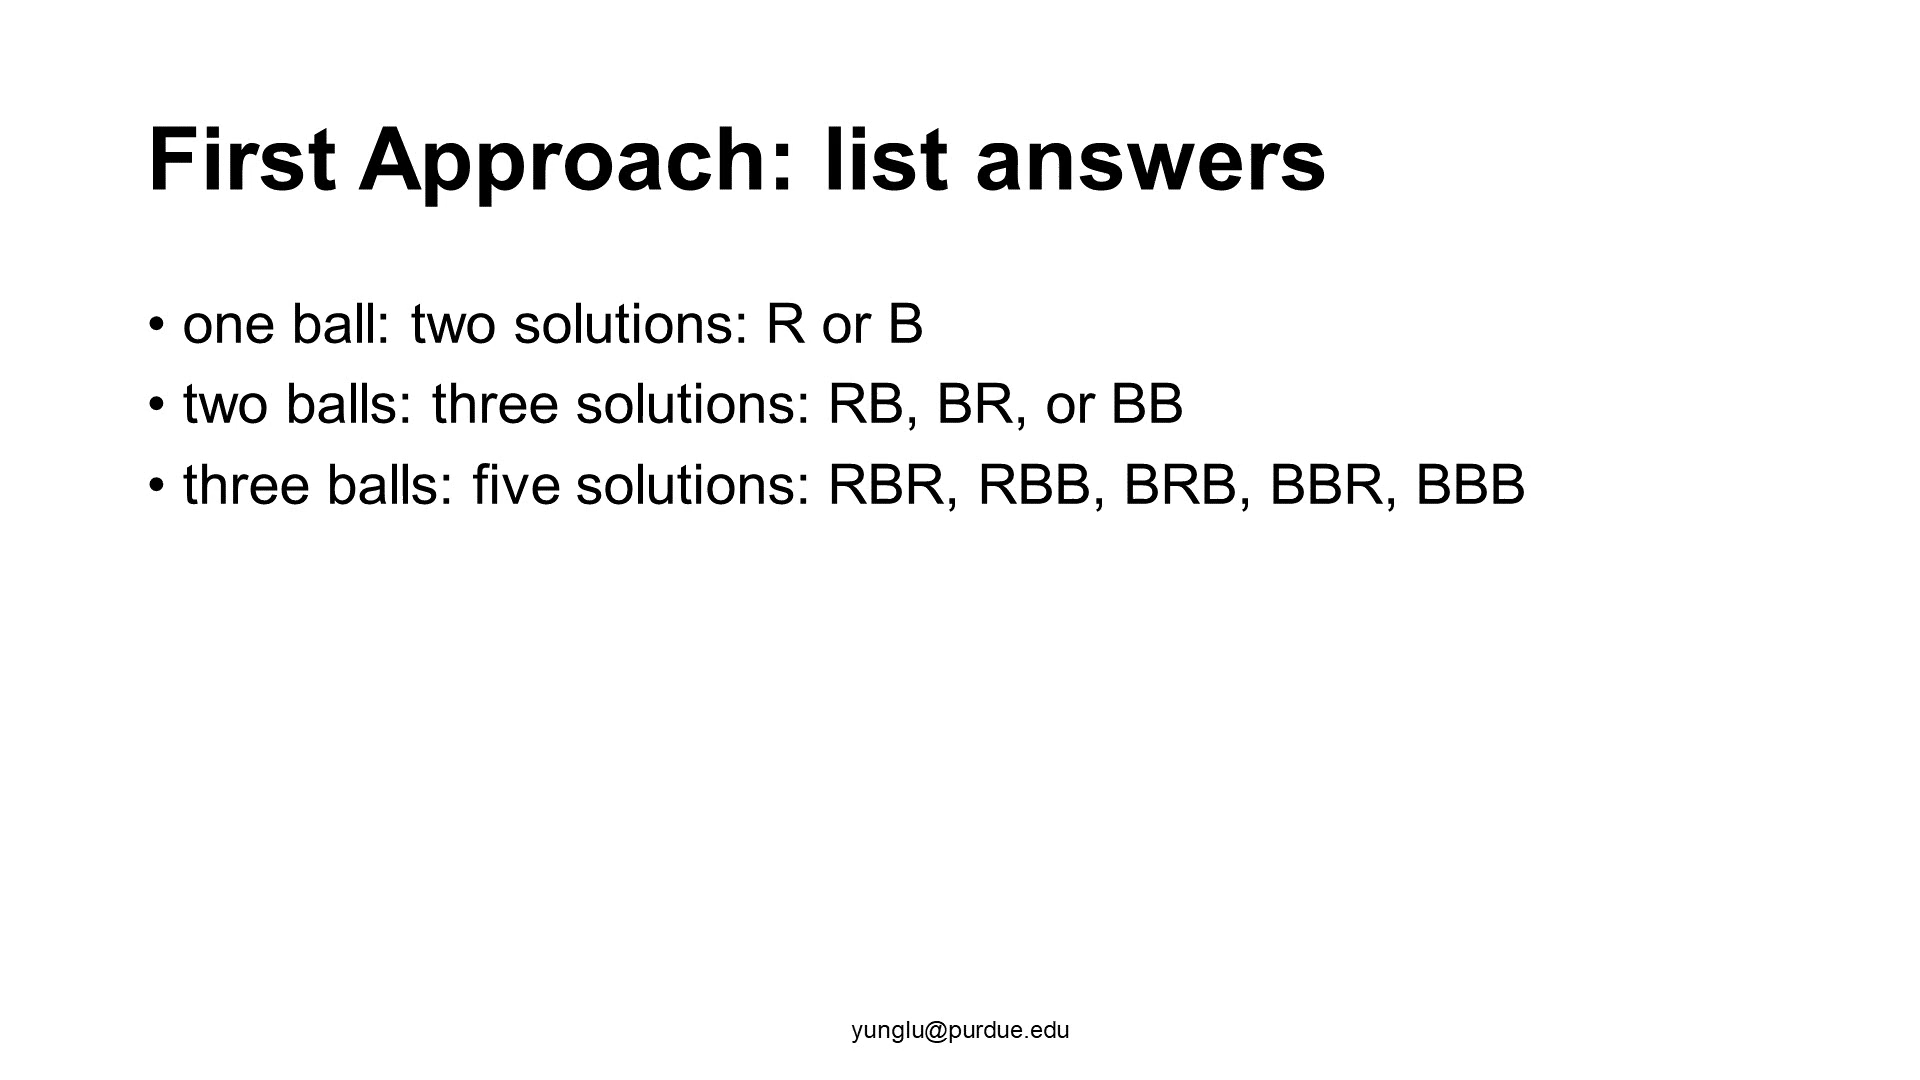 First Approach: list answers
• one ball: two solutions: R or B
• two balls: three solutions: RB, BR, or BB
• three balls: five solutions: RBR, RBB, BRB, BBR, BBB
yunglu@purdue.edu